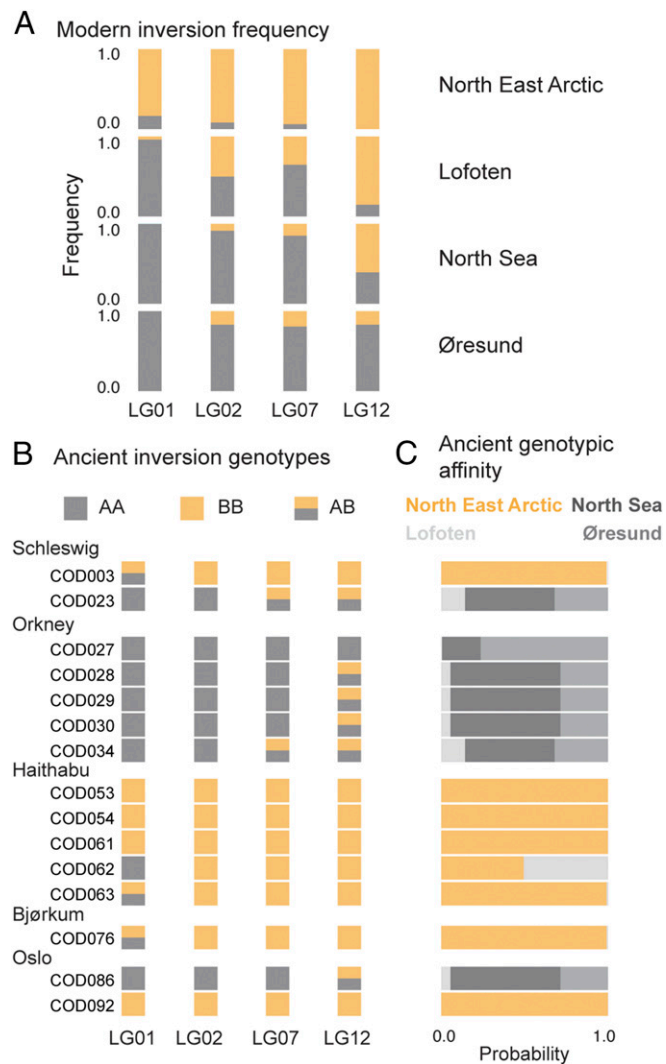 A Modern inversion frequency
Frequency
1.0
0.0
North East Arctic
1.0
0.0
Lofoten
1.0
0.0
North Sea
1.0
0.0
Øresund
LG01 LG02 LG07 LG12
B Ancient inversion genotypes
AA BB AB
Schleswig
COD003
COD023
Orkney
COD027
COD028
COD029
COD030
COD034
Haithabu
COD053
COD054
COD061
COD062
COD063
Bjørkum
COD076
Oslo
COD086
COD092
LG01 LG02 LG07 LG12
C Ancient genotypic
affinity
North East Arctic North Sea
Lofoten Øresund
0.0 1.0
Probability